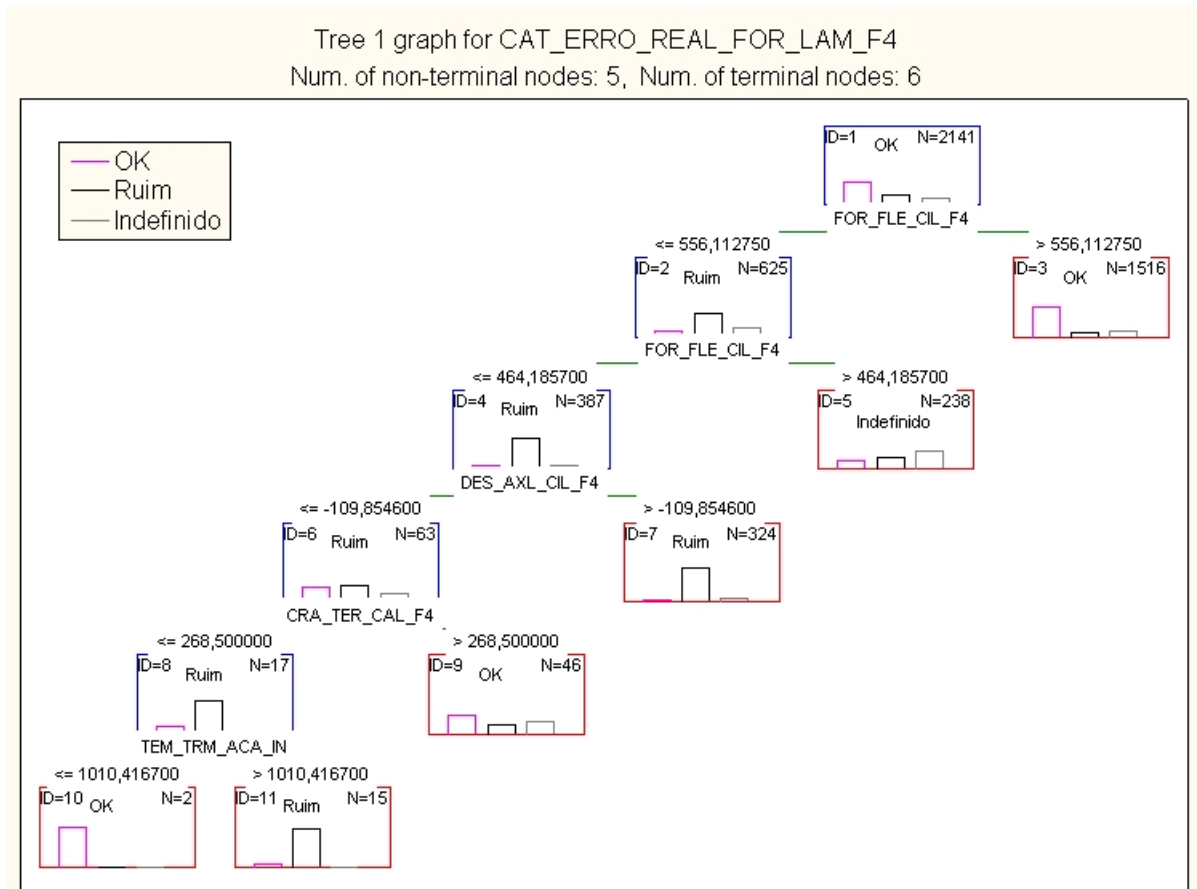 Tree 1 graph for CAT_ERRO_REAL_FOR_LAM_F4
Num. of non-terminal nodes: 5, Num. of terminal nodes: 6
OK
Ruim
Indefinido
ID=1 N=2141
OK
FOR_FLE_CIL_F4
<= 556,112750 > 556,112750
ID=2 N=625 ID=3 N=1516
Ruim OK
FOR_FLE_CIL_F4
<= 464,185700 > 464,185700
ID=4 N=387 ID=5 N=238
Ruim Indefinido
DES_AXL_CIL_F4
<= -109,854600 > -109,854600
ID=6 N=63 ID=7 N=324
Ruim Ruim
CRA_TER_CAL_F4
<= 268,500000 > 268,500000
ID=8 N=17 ID=9 N=46
Ruim OK
TEM_TRM_ACA_IN
<= 1010,416700 > 1010,416700
ID=10 N=2 ID=11 N=15
OK Ruim